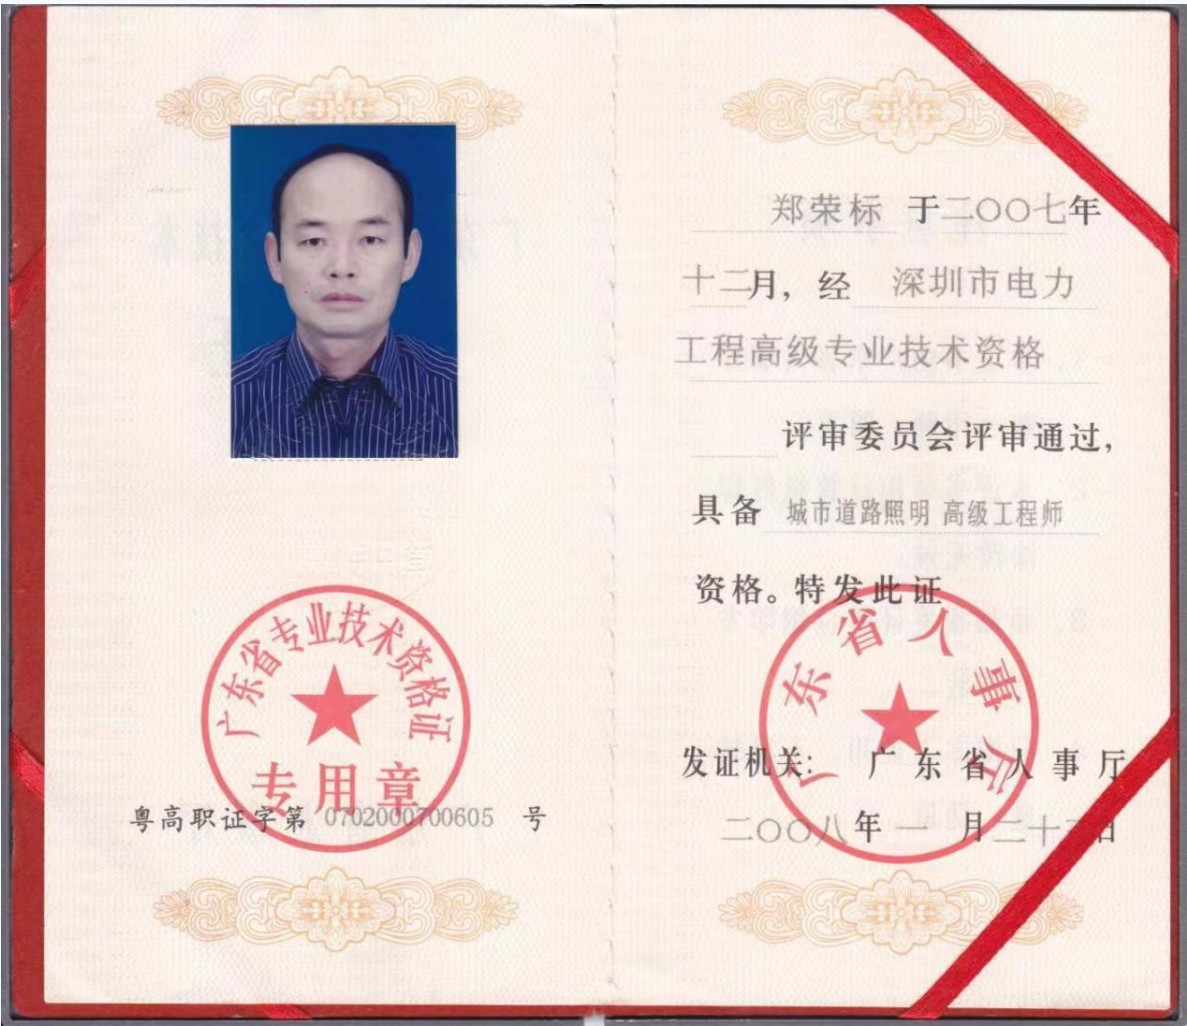 广东省专业技术资格证
专用章
粤高职证字第 0702000700605 号
郑荣标 于二〇〇七年
十二月，经 深圳市电力
工程高级专业技术资格
评审委员会评审通过，
具备 城市道路照明 高级工程师
资格。特发此证
广东省人事厅
发证机关： 广东省人事厅
二〇〇八年 一 月二十 日